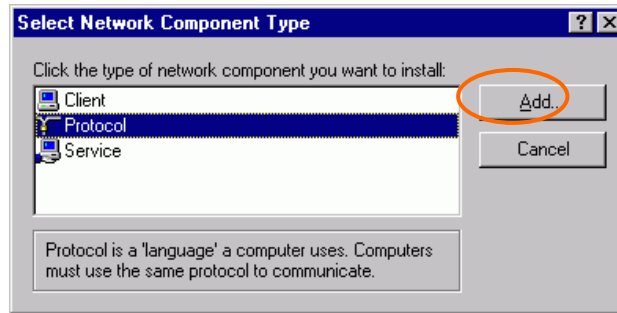 Select Network Component Type
? ×
Click the type of network component you want to install:
Client
Add..
Protocol
Service
Cancel
Protocol is a 'language' a computer uses. Computers
must use the same protocol to communicate.